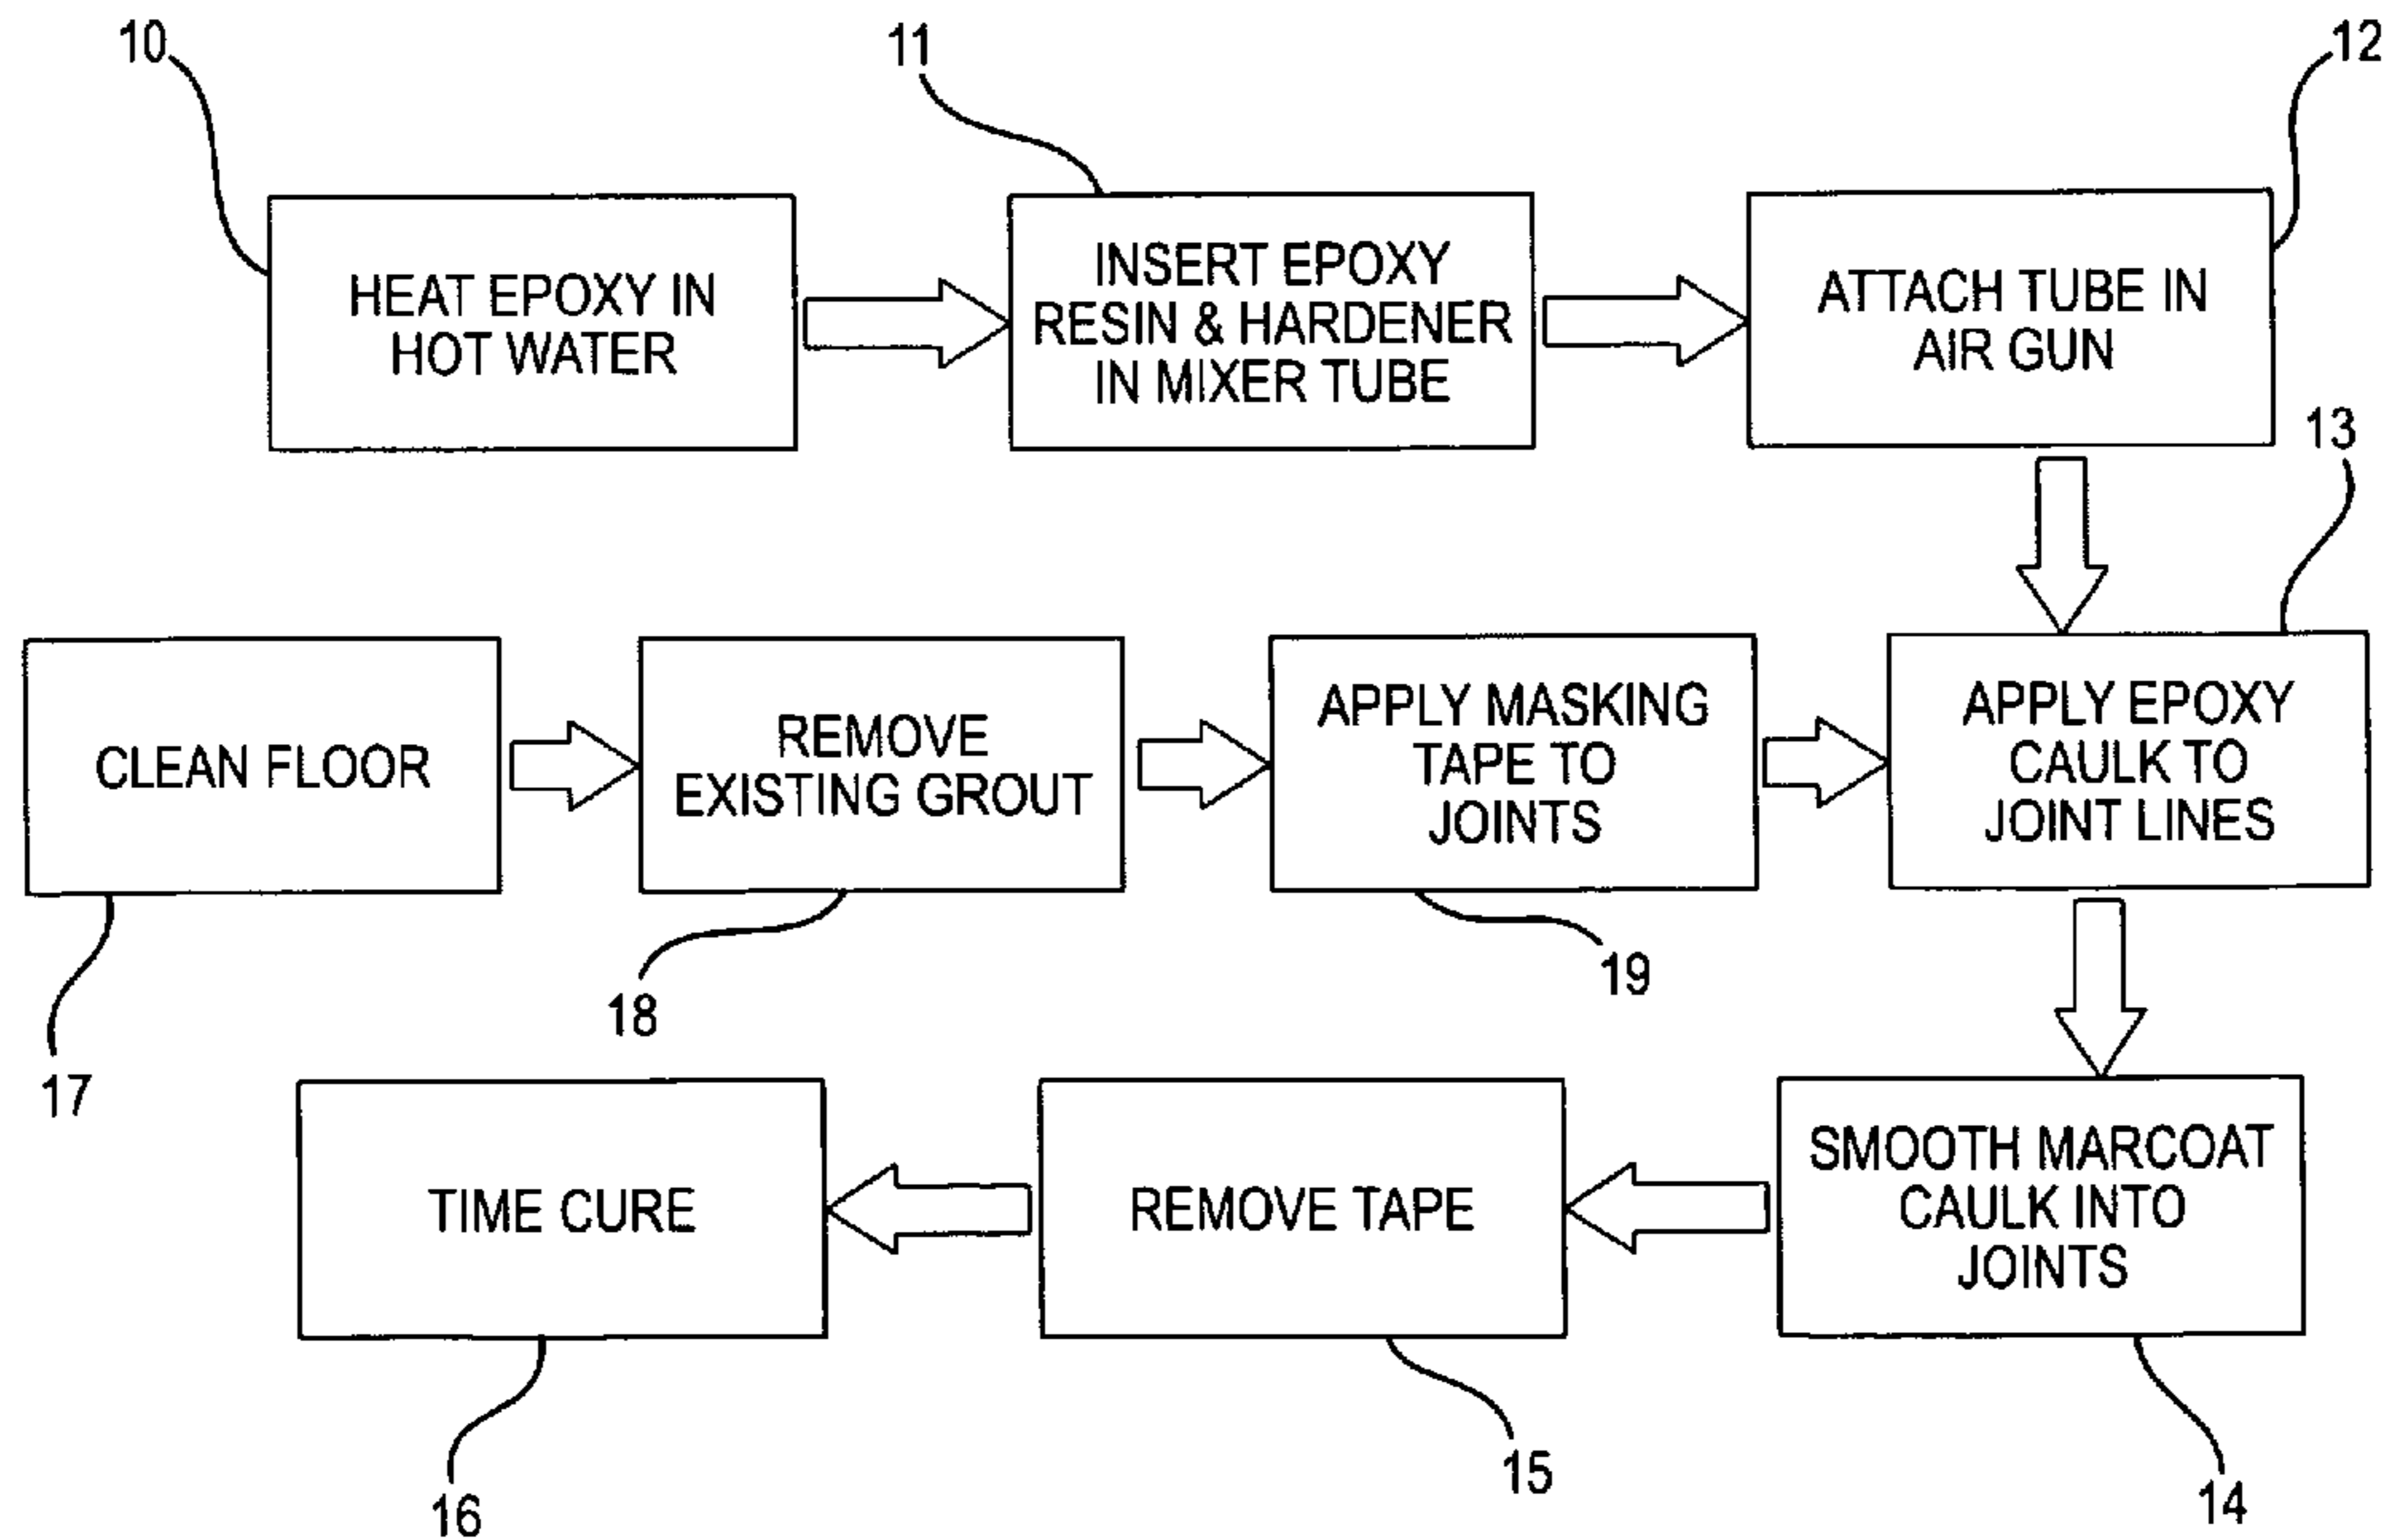 10
11
12
HEAT EPOXY IN
HOT WATER
INSERT EPOXY
RESIN & HARDENER
IN MIXER TUBE
ATTACH TUBE IN
AIR GUN
13
CLEAN FLOOR
REMOVE
EXISTING GROUT
APPLY MASKING
TAPE TO
JOINTS
APPLY EPOXY
CAULK TO
JOINT LINES
17
18
19
TIME CURE
REMOVE TAPE
SMOOTH MARCOAT
CAULK INTO
JOINTS
16
15
14